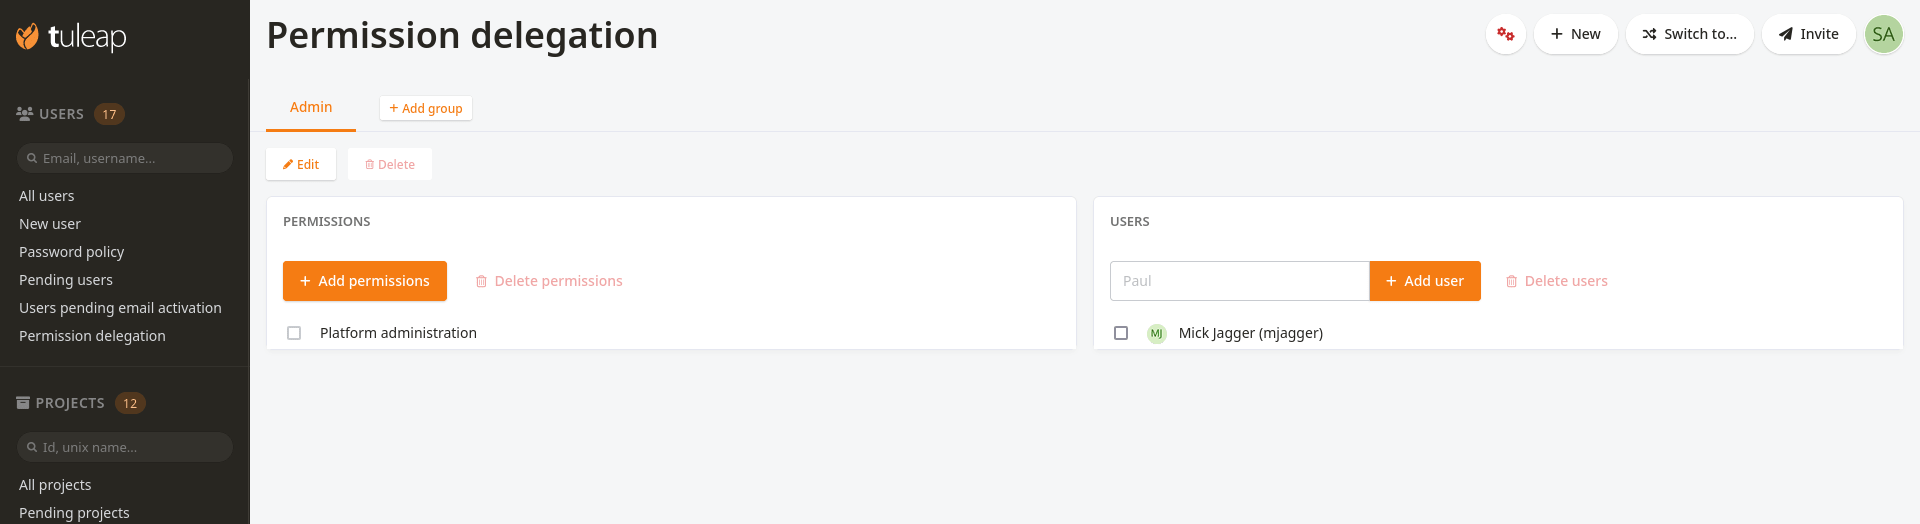 tuleap
Permission delegation
New
Switch to...
Invite
SA
USERS 17
Email, username...
All users
New user
Password policy
Pending users
Users pending email activation
Permission delegation
PROJECTS 12
Id, unix name...
All projects
Pending projects
Admin
Add group
Edit
Delete
PERMISSIONS
Add permissions
Delete permissions
Platform administration
USERS
Paul
Add user
Delete users
MJ Mick Jagger (mjagger)